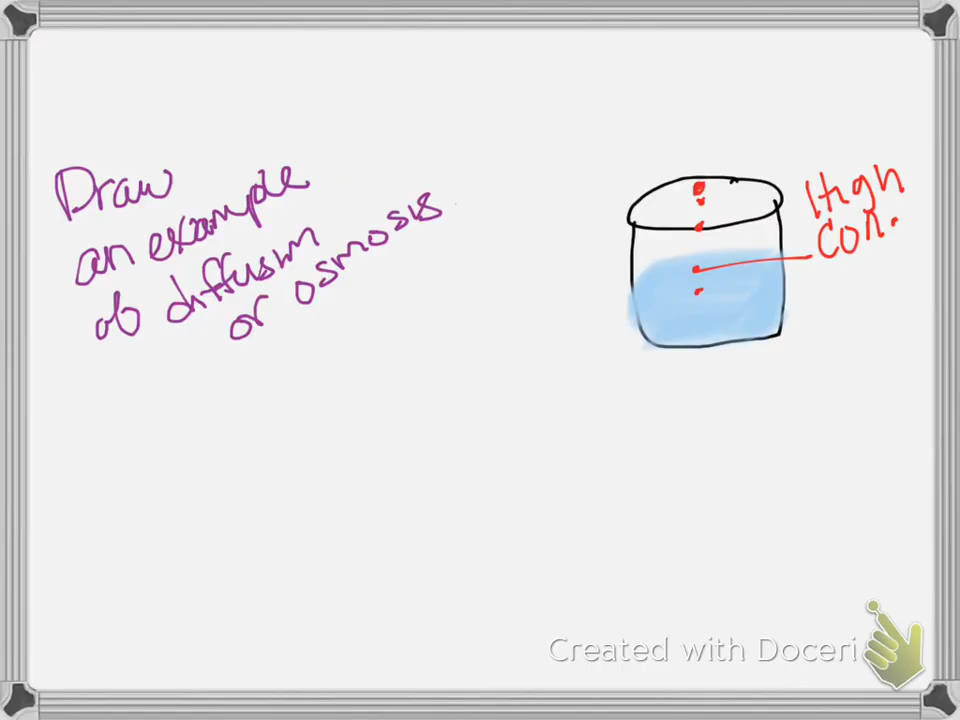 Draw
an example
of diffusion
or osmosis
High
con.
Created with Doceri